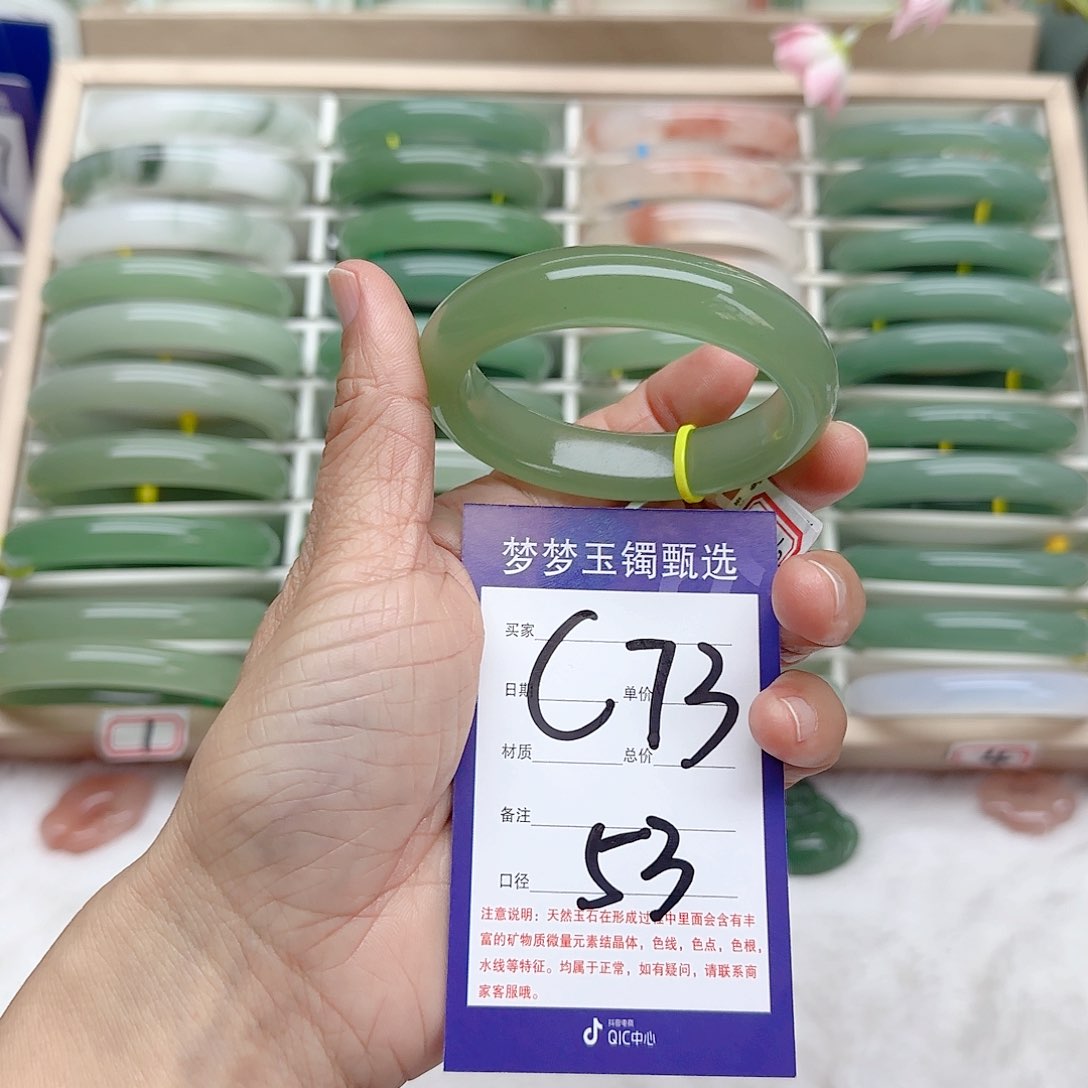 梦梦玉镯甄选
买家
C73
日期 单价
材质 总价
备注
53
口径
注意说明：天然玉石在形成过程中里面会含有丰
富的矿物质微量元素结晶体，色线，色点，色根，
水线等特征。均属于正常，如有疑问，请联系商
家客服哦。
抖音电商
QIC中心
1
4